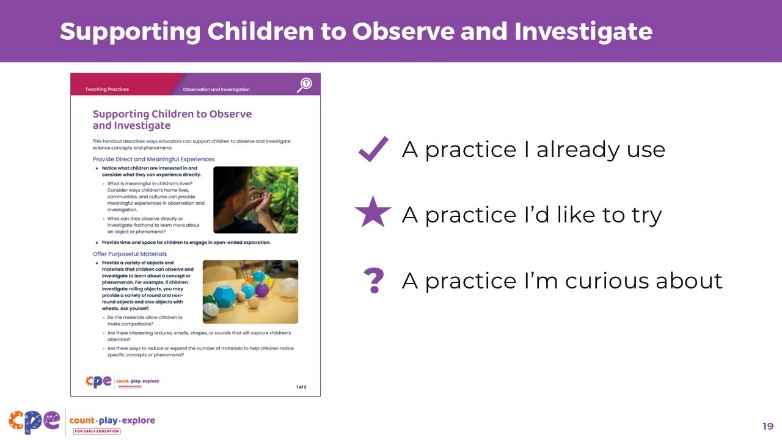 Supporting Children to Observe and Investigate
Teaching Practices
Observation and Investigation
Supporting Children to Observe
and Investigate
This handout describes ways educators can support children to observe and investigate
science concepts and phenomena.
Provide Direct and Meaningful Experiences
• Notice what children are interested in and
consider what they can experience directly.
◦ What is meaningful in children's lives?
Consider ways children's home lives,
communities, and cultures can provide
meaningful experiences in observation and
investigation.
◦ What can they observe directly or
investigate firsthand to learn more about
an object or phenomena?
• Provide time and space for children to engage in open-ended exploration.
Offer Purposeful Materials
• Provide a variety of objects and
materials that children can observe and
investigate to learn about a concept or
phenomenon. For example, if children
investigate rolling objects, you may
provide a variety of round and non-
round objects and also objects with
wheels. Ask yourself:
◦ Do the materials allow children to
make comparisons?
◦ Are there interesting textures, smells, shapes, or sounds that will capture children's
attention?
◦ Are there ways to reduce or expand the number of materials to help children notice
specific concepts or phenomena?
cpe count·play·explore
1 of 3
A practice I already use
A practice I'd like to try
? A practice I'm curious about
cpe count·play·explore
FOR EARLY EDUCATION
19